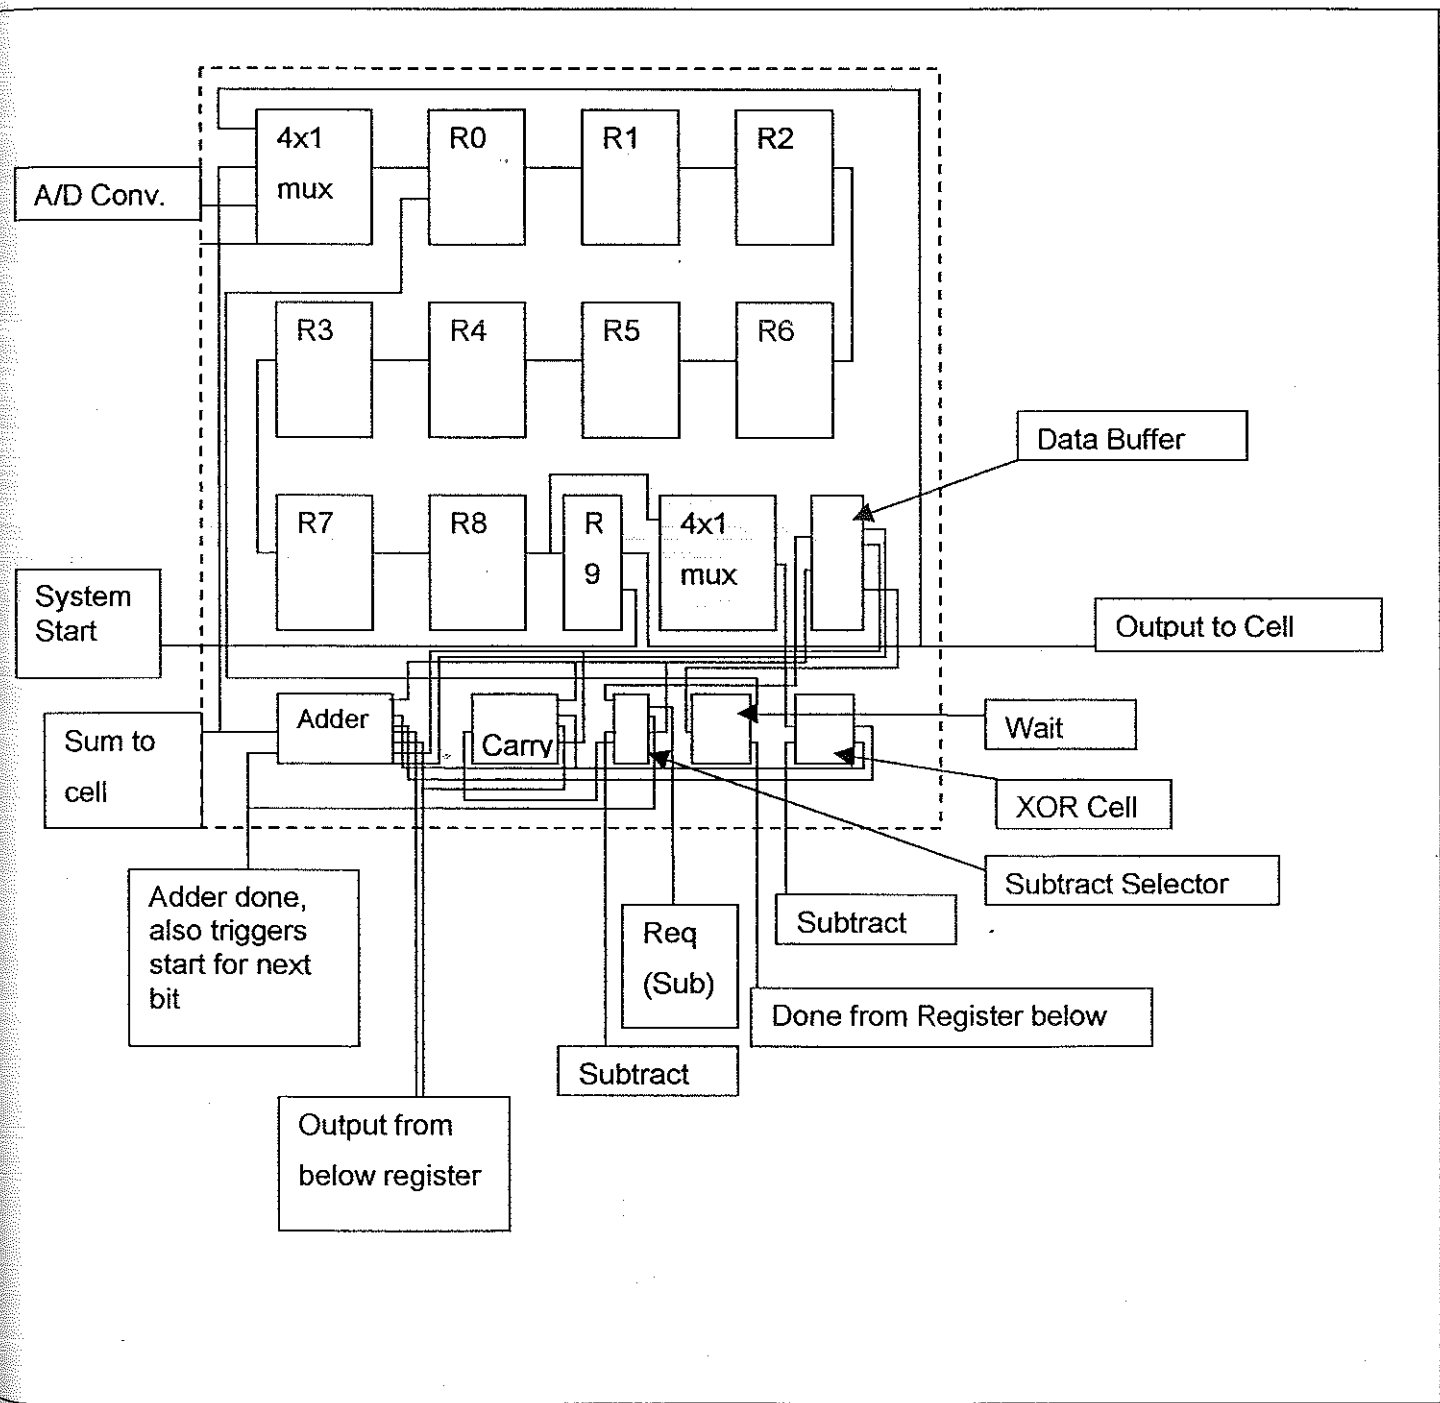 4x1
mux
R0
R1
R2
A/D Conv.
R3
R4
R5
R6
Data Buffer
R7
R8
R
9
4x1
mux
System
Start
Output to Cell
Adder
Carry
Sum to
cell
Wait
XOR Cell
Subtract Selector
Adder done,
also triggers
start for next
bit
Req
(Sub)
Subtract
Done from Register below
Subtract
Output from
below register